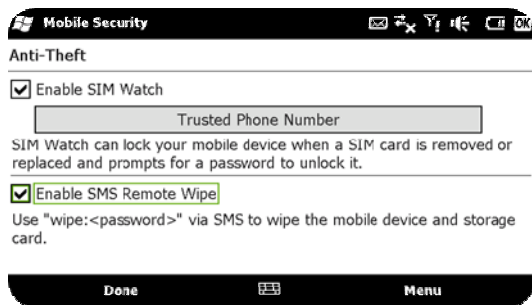 Mobile Security
Anti-Theft
Enable SIM Watch
Trusted Phone Number
SIM Watch can lock your mobile device when a SIM card is removed or
replaced and prompts for a password to unlock it.
Enable SMS Remote Wipe
Use "wipe:<password>" via SMS to wipe the mobile device and storage
card.
Done
Menu